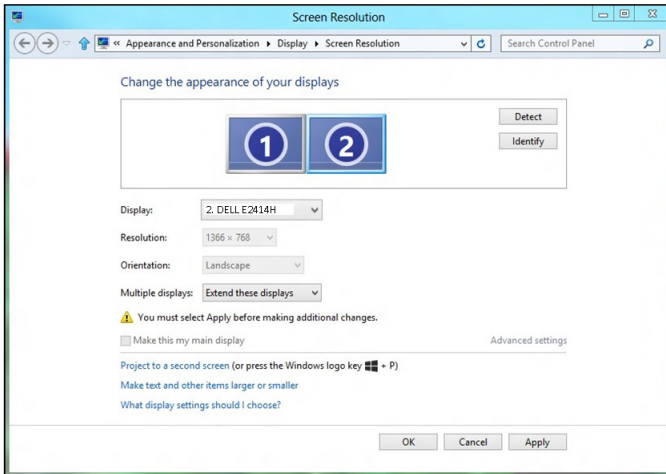 Screen Resolution
« Appearance and Personalization Display Screen Resolution Search Control Panel
Change the appearance of your displays
1 2
Detect
Identify
Display: 2. DELL E2414H
Resolution: 1366 × 768
Orientation: Landscape
Multiple displays: Extend these displays
You must select Apply before making additional changes.
Make this my main display Advanced settings
Project to a second screen (or press the Windows logo key + P)
Make text and other items larger or smaller
What display settings should I choose?
OK Cancel Apply